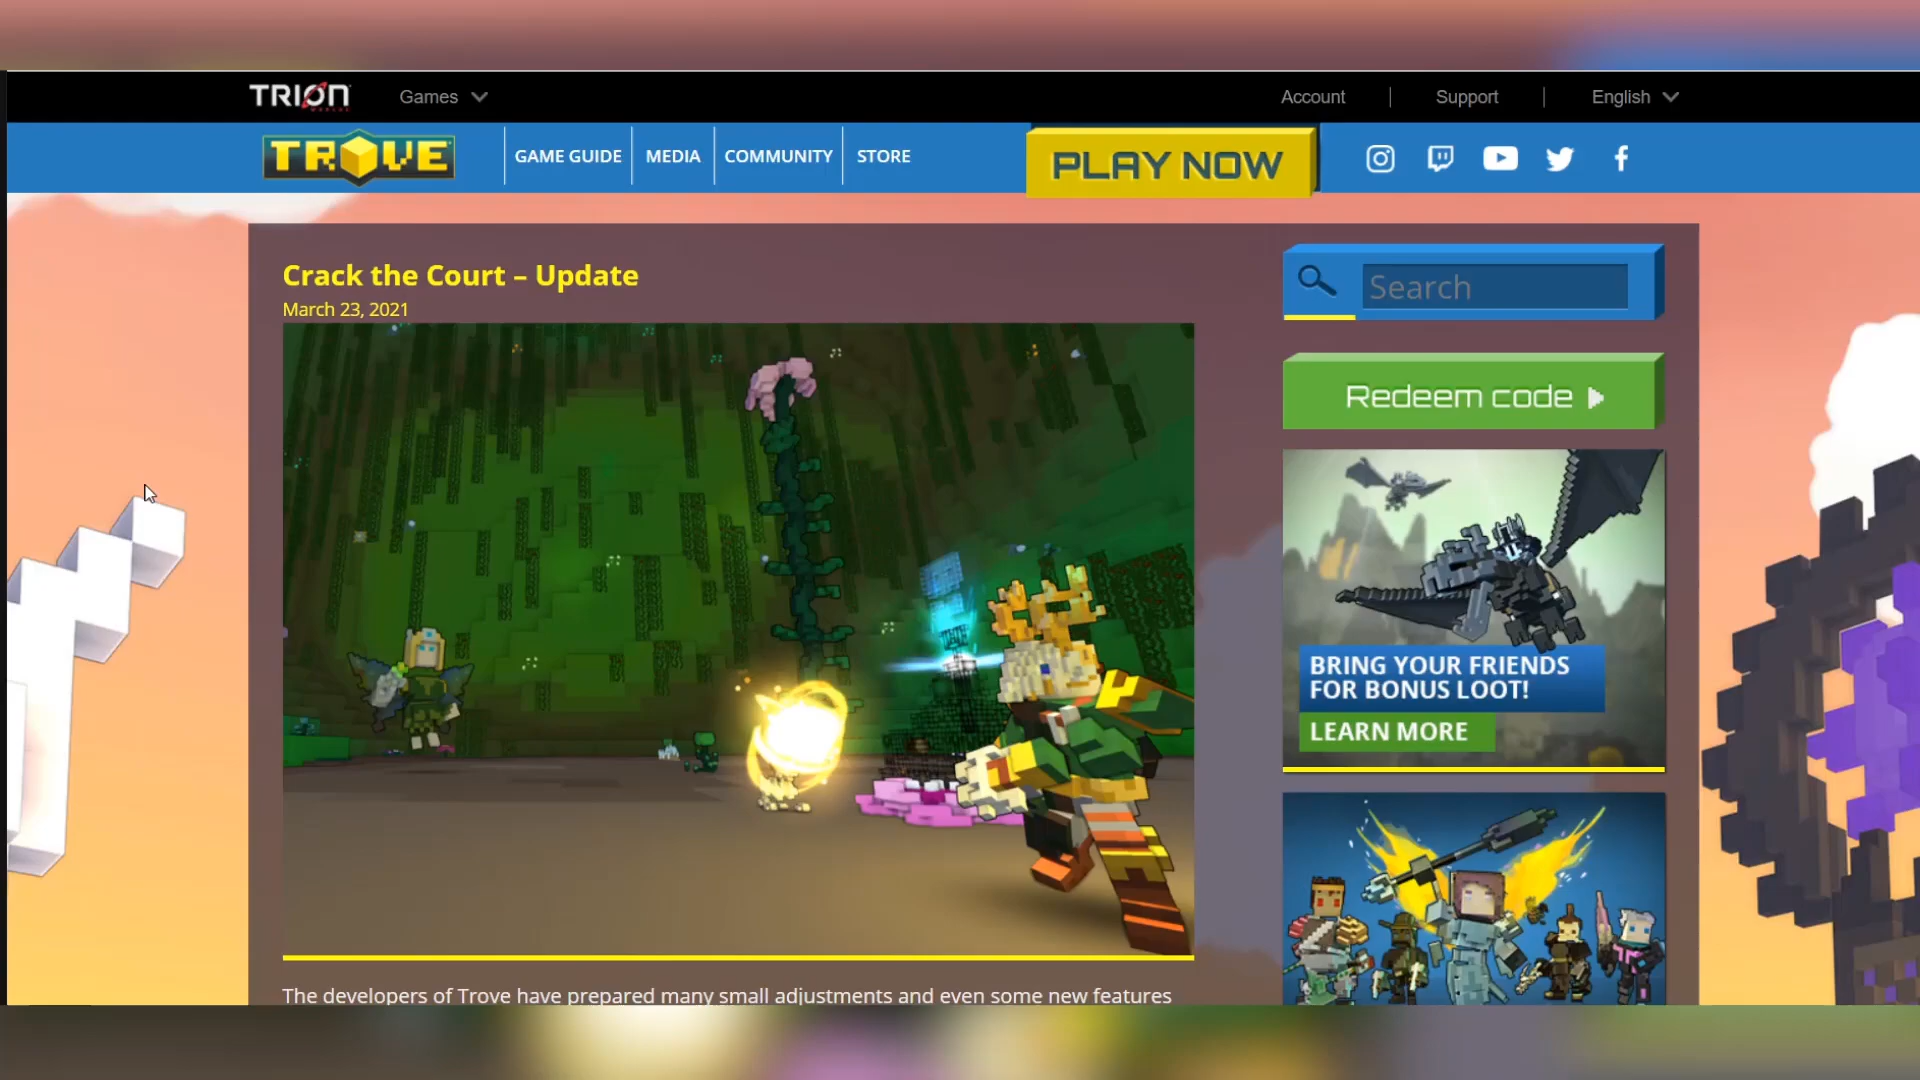 TRION
WORLDS
Games
Account
Support
English
TROVE
GAME GUIDE
MEDIA
COMMUNITY
STORE
PLAY NOW
Crack the Court – Update
March 23, 2021
Search
Redeem code
BRING YOUR FRIENDS
FOR BONUS LOOT!
LEARN MORE
The developers of Trove have prepared many small adjustments and even some new features